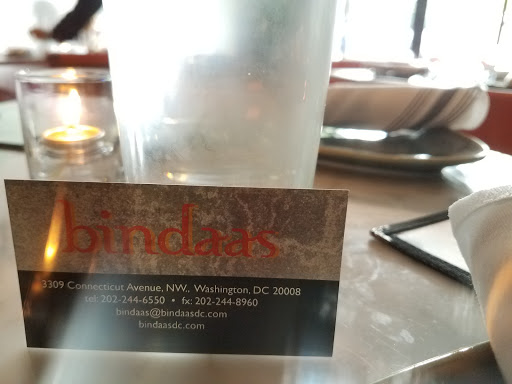 bindaas
3309 Connecticut Avenue, NW., Washington, DC 20008
tel: 202-244-6550 • fx: 202-244-8960
bindaas@bindaasdc.com
bindaasdc.com